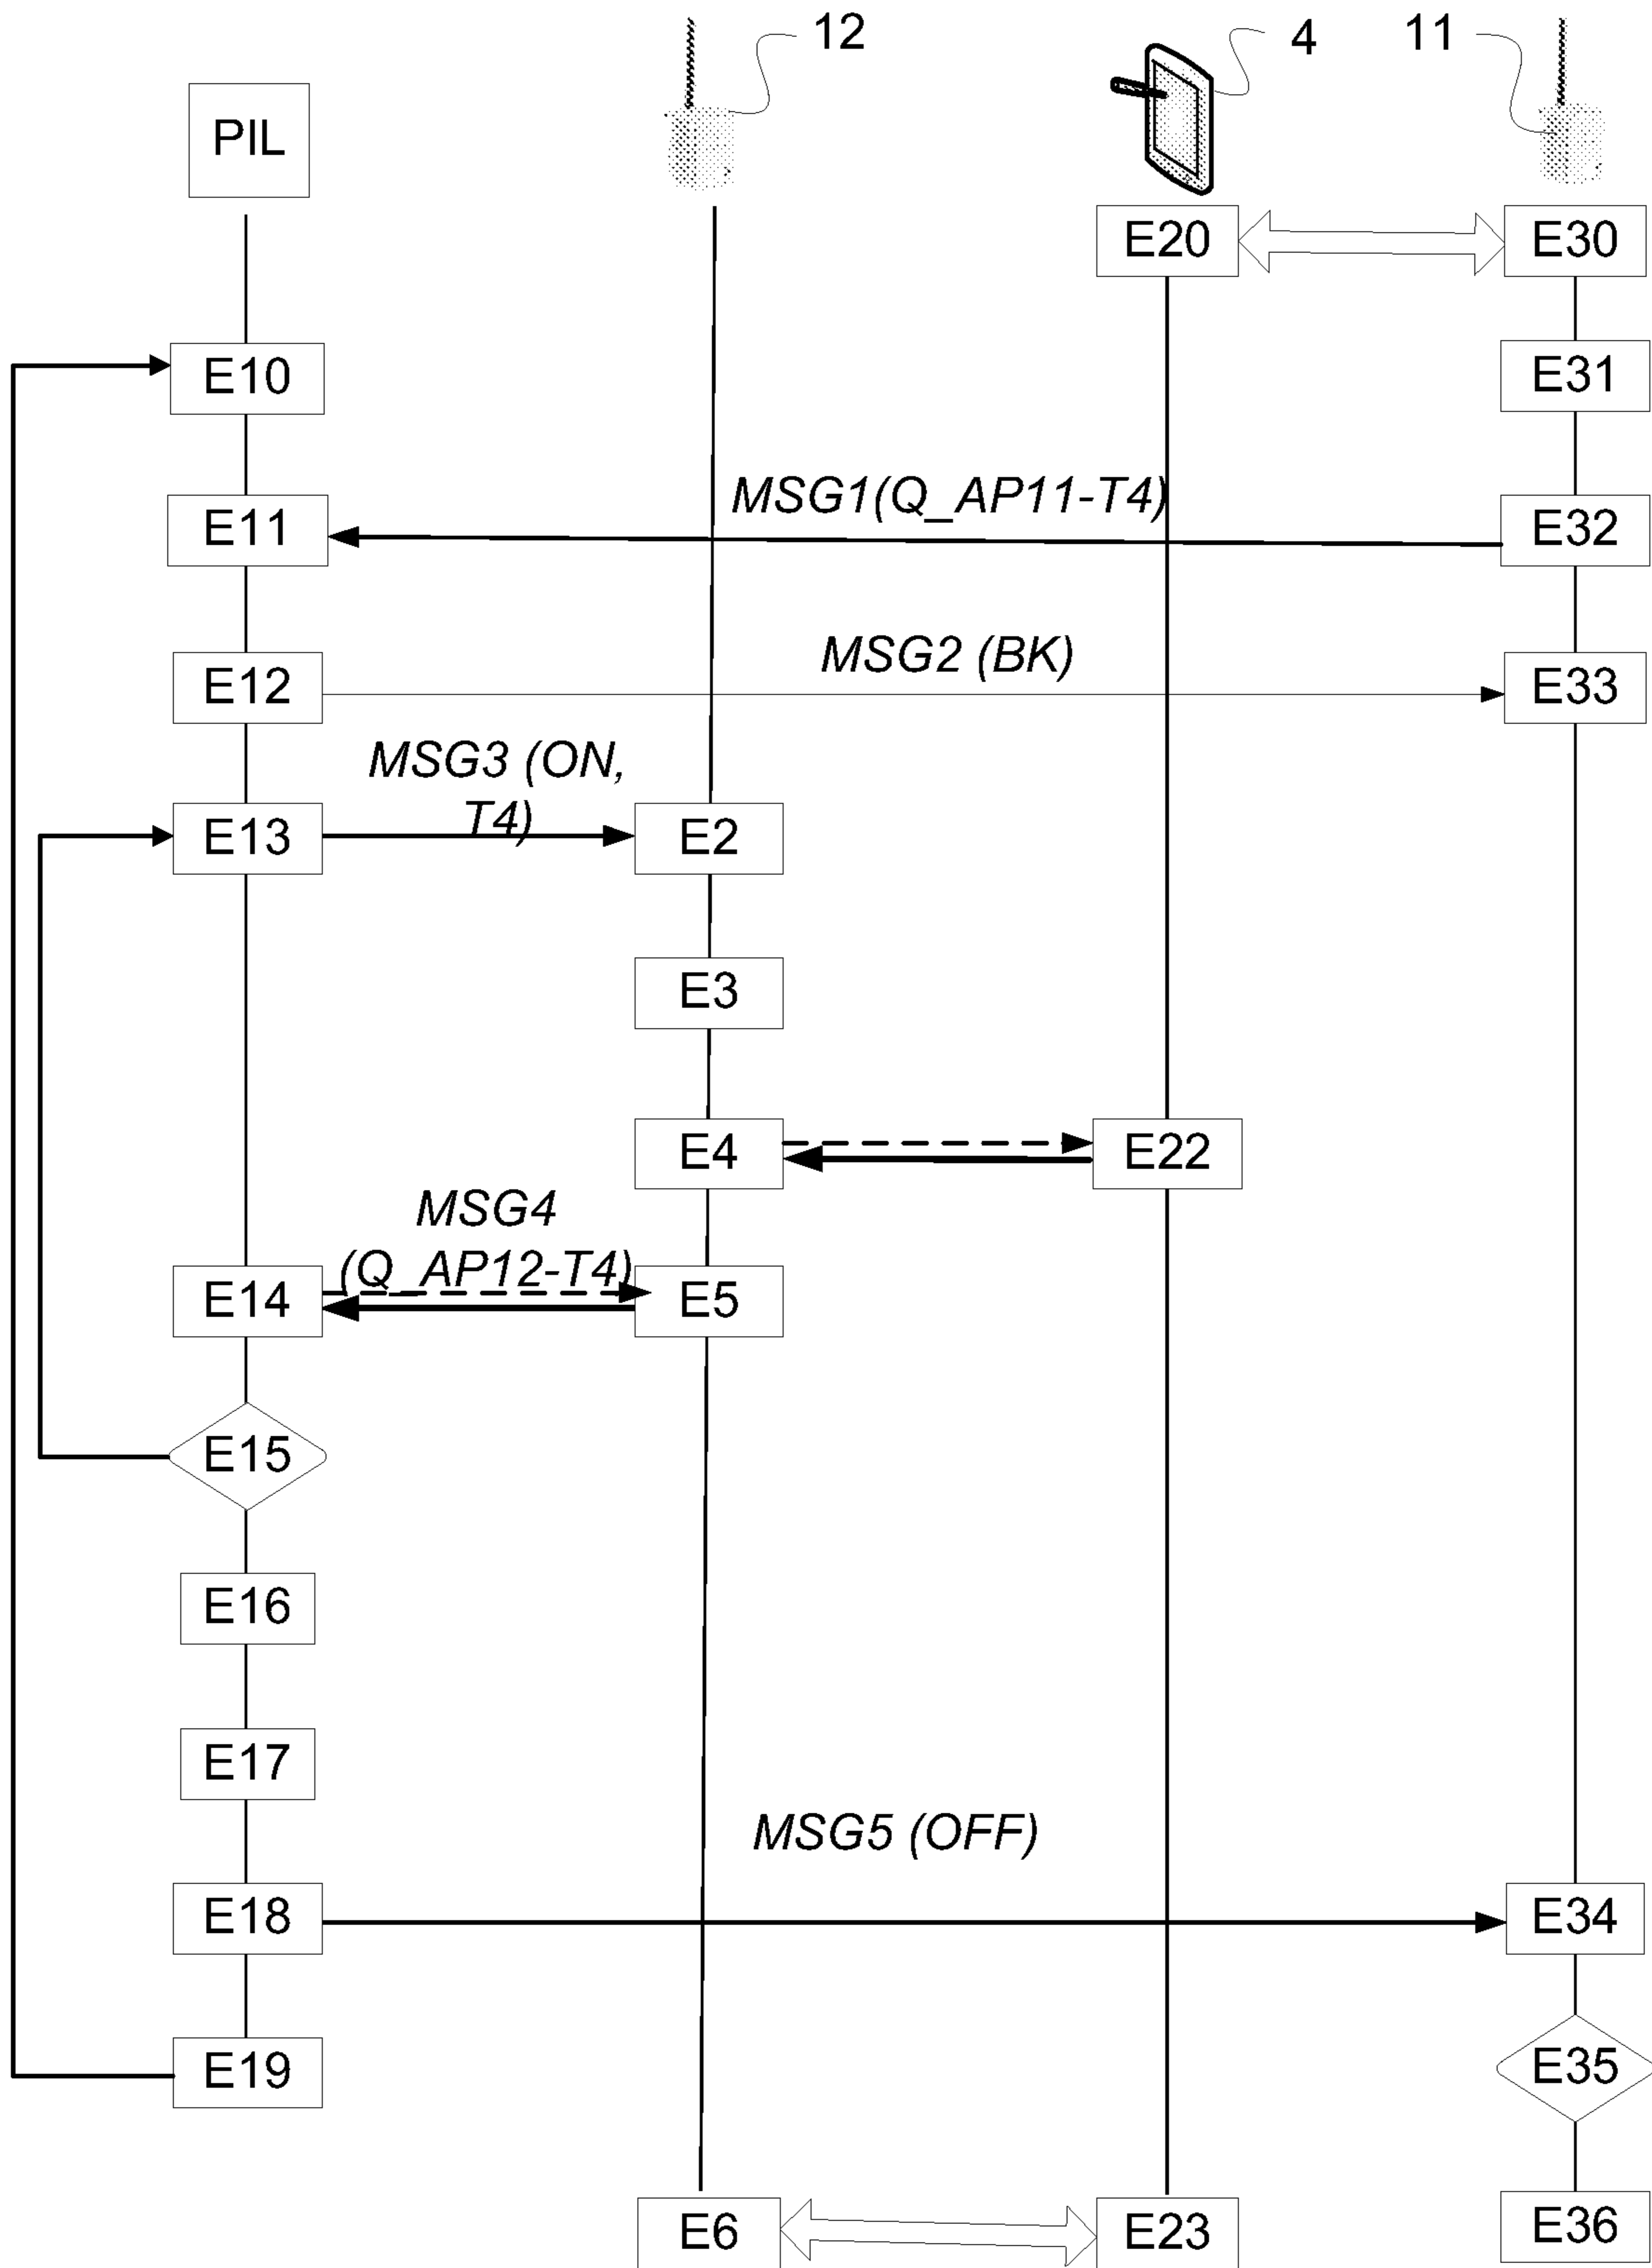 12
4
11
PIL
E20
E30
E10
E31
MSG1(Q_AP11-T4)
E11
E32
MSG2 (BK)
E12
E33
MSG3 (ON,
T4)
E13
E2
E3
E4
E22
MSG4
(Q_AP12-T4)
E14
E5
E15
E16
E17
MSG5 (OFF)
E18
E34
E19
E35
E6
E23
E36